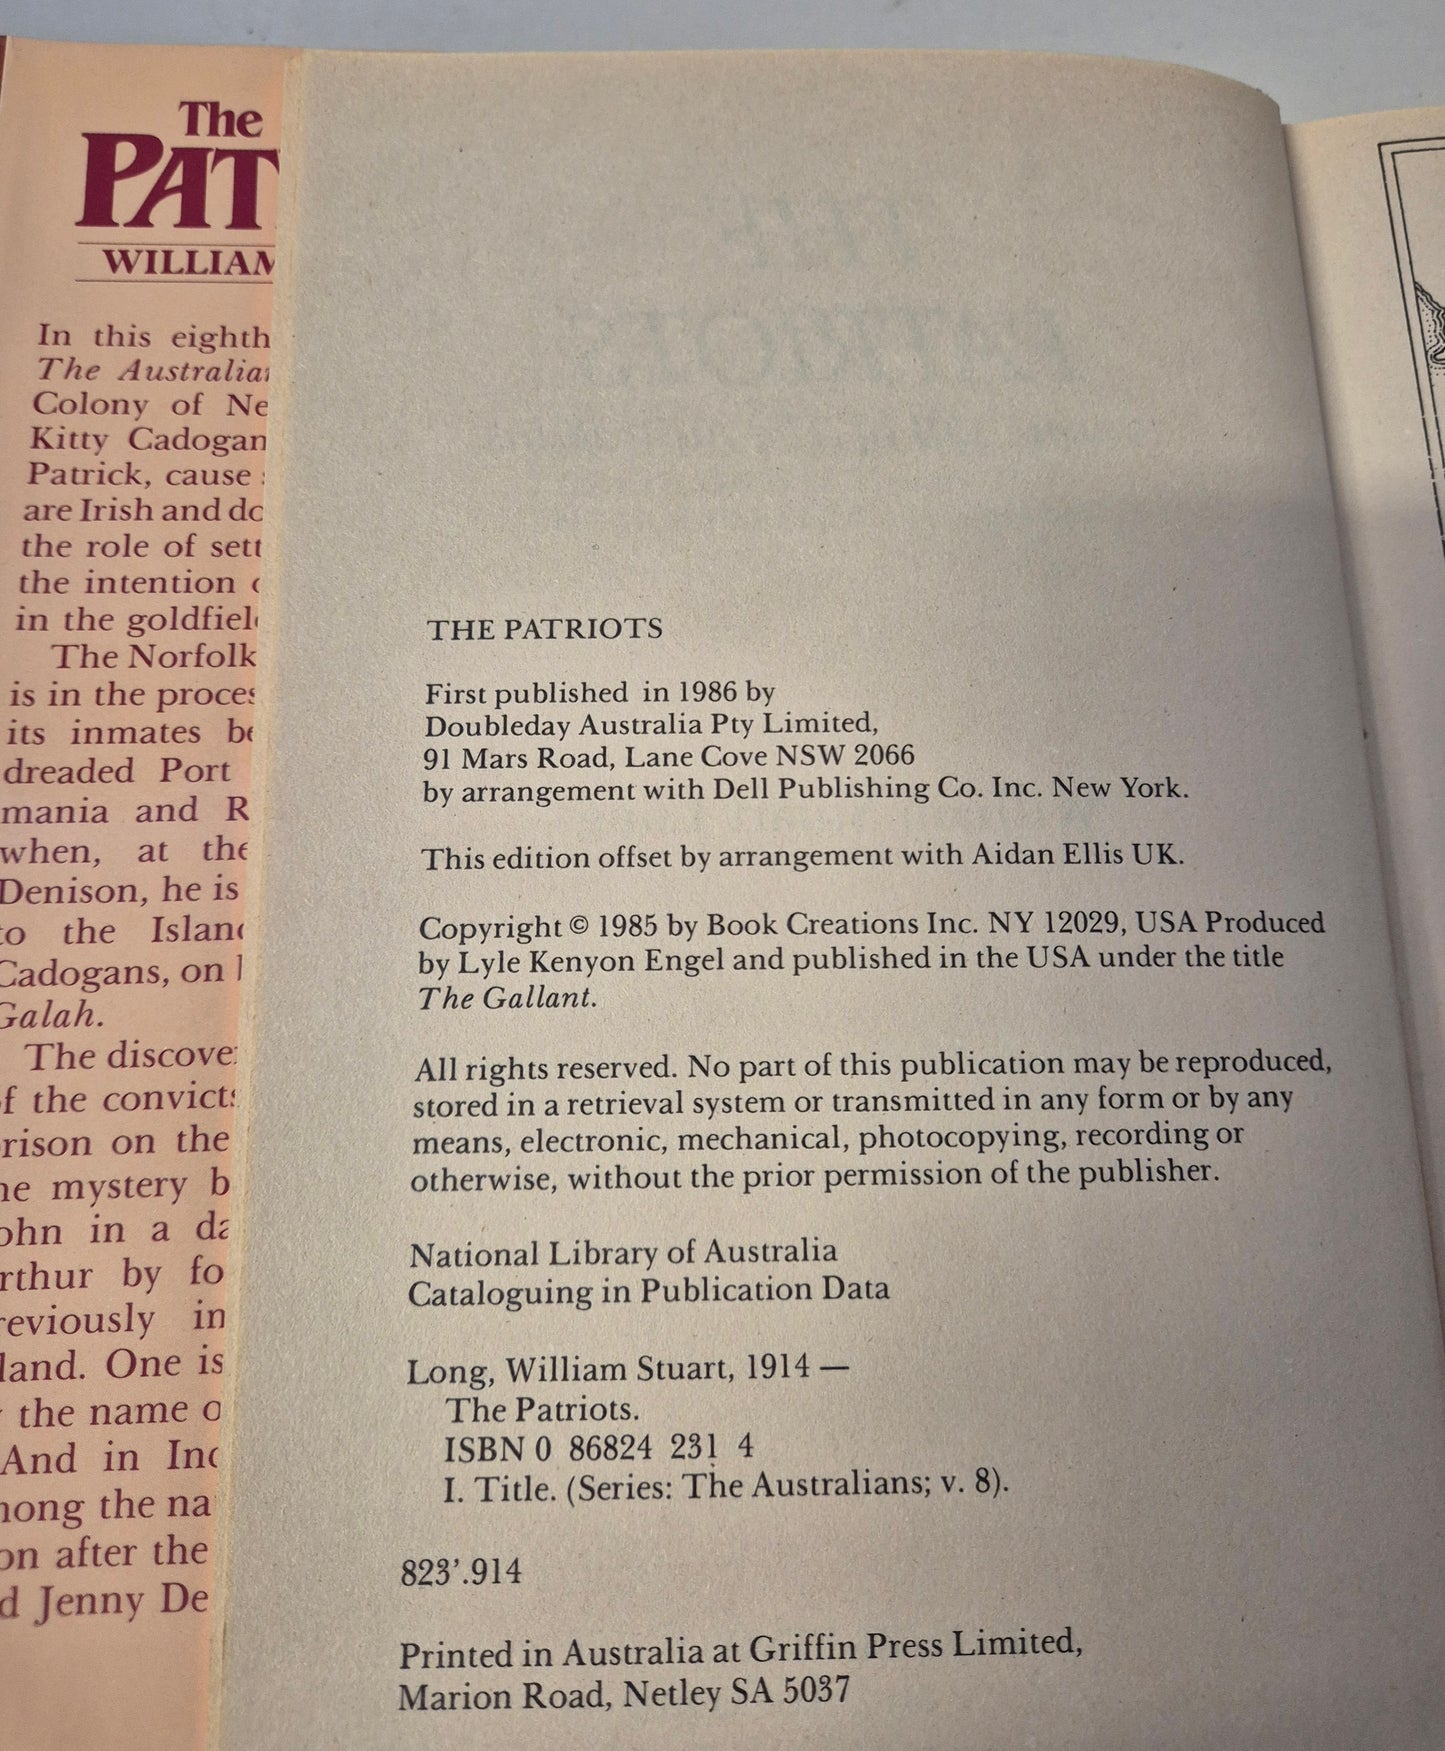 The
PAT
WILLIAM
In this eighth
The Australian
Colony of Ne
Kitty Cadogan
Patrick, cause
are Irish and do
the role of sett
the intention
in the goldfiel
The Norfolk
is in the proces
its inmates be
dreaded Port
mania and R
when, at the
Denison, he is
to the Islan
Cadogans, on
Galah.
The discove
of the convicts
rison on the
he mystery b
ohn in a da
rthur by fo
reviously in
land. One is
the name o
And in Inc
mong the na
on after the
d Jenny De
THE PATRIOTS
First published in 1986 by
Doubleday Australia Pty Limited,
91 Mars Road, Lane Cove NSW 2066
by arrangement with Dell Publishing Co. Inc. New York.
This edition offset by arrangement with Aidan Ellis UK.
Copyright © 1985 by Book Creations Inc. NY 12029, USA Produced
by Lyle Kenyon Engel and published in the USA under the title
The Gallant.
All rights reserved. No part of this publication may be reproduced,
stored in a retrieval system or transmitted in any form or by any
means, electronic, mechanical, photocopying, recording or
otherwise, without the prior permission of the publisher.
National Library of Australia
Cataloguing in Publication Data
Long, William Stuart, 1914 —
The Patriots.
ISBN 0 86824 231 4
I. Title. (Series: The Australians; v. 8).
823'.914
Printed in Australia at Griffin Press Limited,
Marion Road, Netley SA 5037